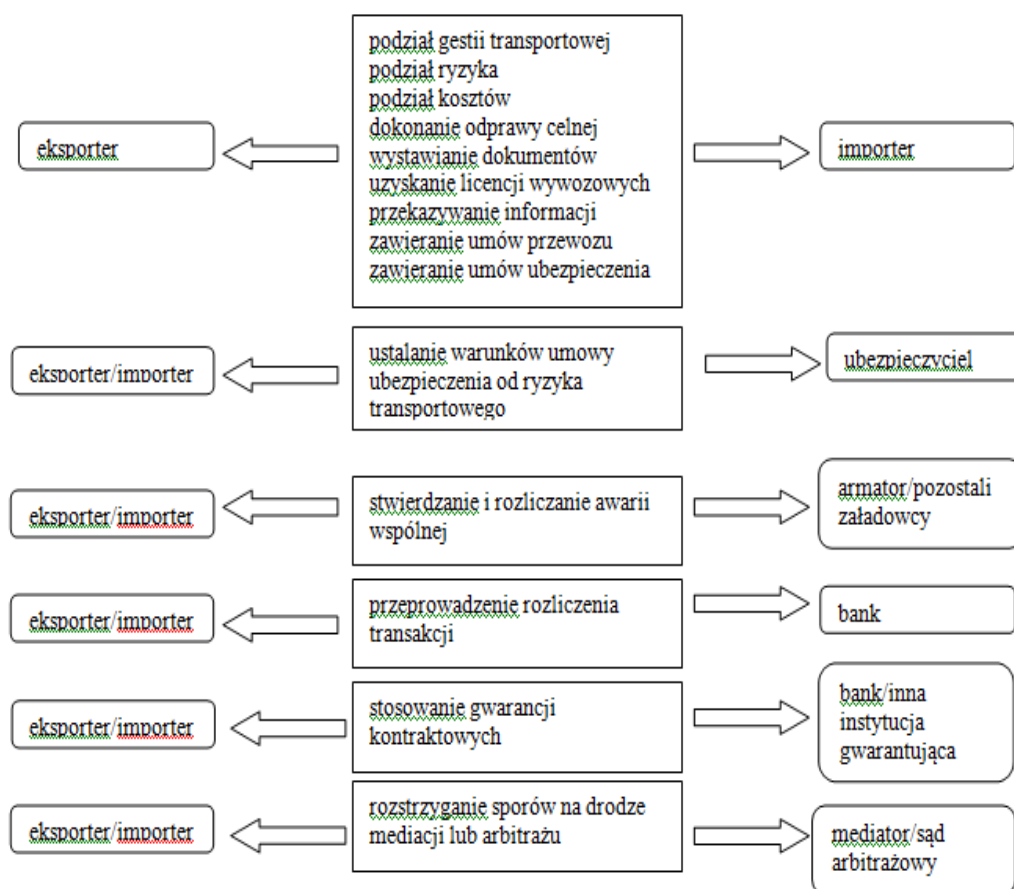 podział gestii transportowej
podział ryzyka
podział kosztów
dokonanie odprawy celnej
wystawianie dokumentów
uzyskanie licencji wywozowych
przekazywanie informacji
zawieranie umów przewozu
zawieranie umów ubezpieczenia
eksporter
importer
eksporter/importer
ustalanie warunków umowy
ubezpieczenia od ryzyka
transportowego
ubezpieczyciel
eksporter/importer
stwierdzanie i rozliczanie awarii
wspólnej
armator/pozostali
załadowcy
eksporter/importer
przeprowadzenie rozliczenia
transakcji
bank
eksporter/importer
stosowanie gwarancji
kontraktowych
bank/inna
instytucja
gwarantująca
eksporter/importer
rozstrzyganie sporów na drodze
mediacji lub arbitrażu
mediator/sąd
arbitrażowy